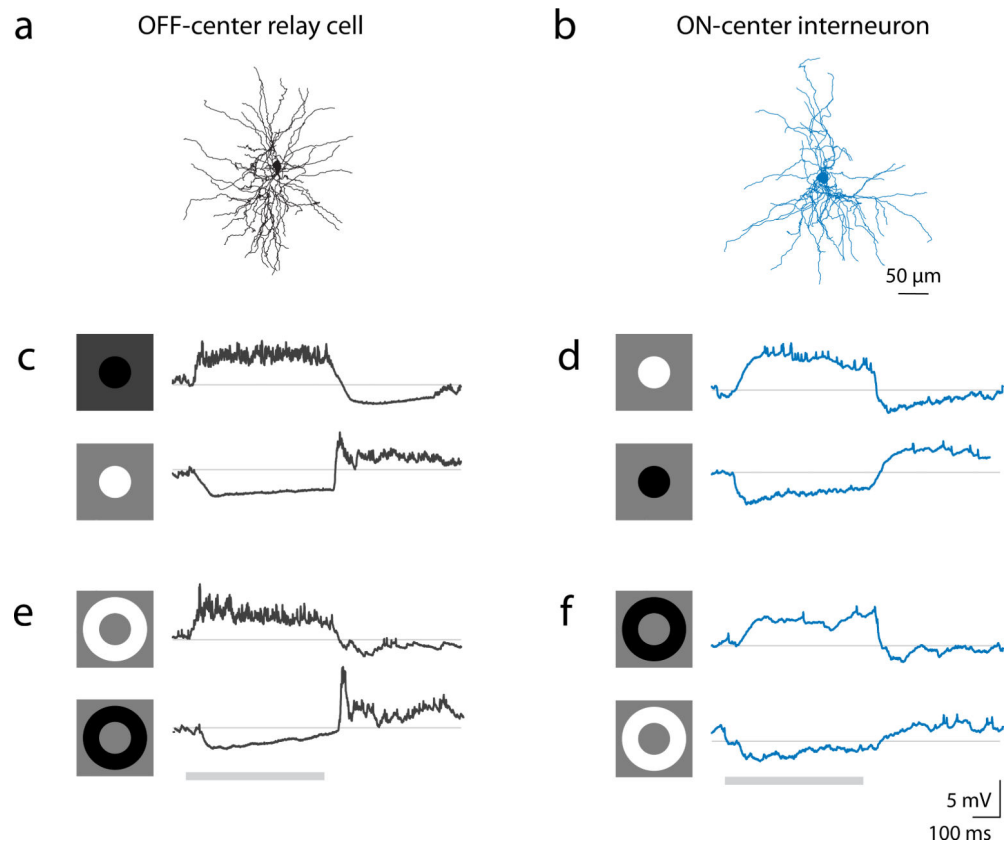 a OFF-center relay cell
b ON-center interneuron
50 µm
c
d
e
f
5 mV
100 ms